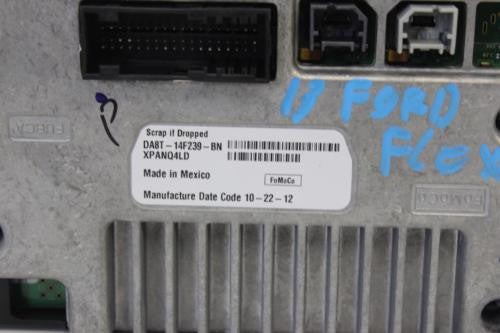 13 FORD
FLEX
Scrap if Dropped
DA8T-14F239-BN
XPANQ4LD
Made in Mexico
FoMoCo
Manufacture Date Code 10-22-12
FoMoCo